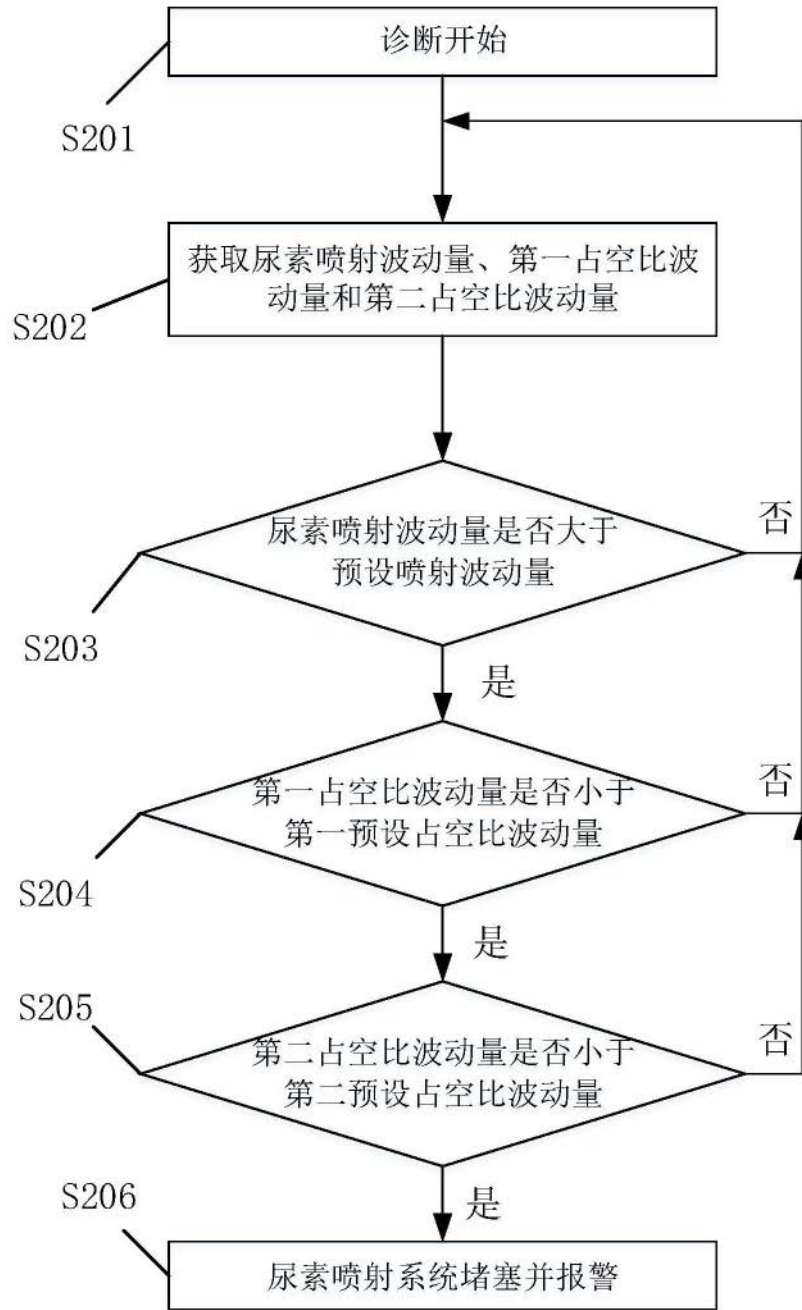 诊断开始
S201
获取尿素喷射波动量、第一占空比波
动量和第二占空比波动量
S202
尿素喷射波动量是否大于
预设喷射波动量
否
S203
是
第一占空比波动量是否小于
第一预设占空比波动量
否
S204
是
S205
第二占空比波动量是否小于
第二预设占空比波动量
否
是
S206
尿素喷射系统堵塞并报警